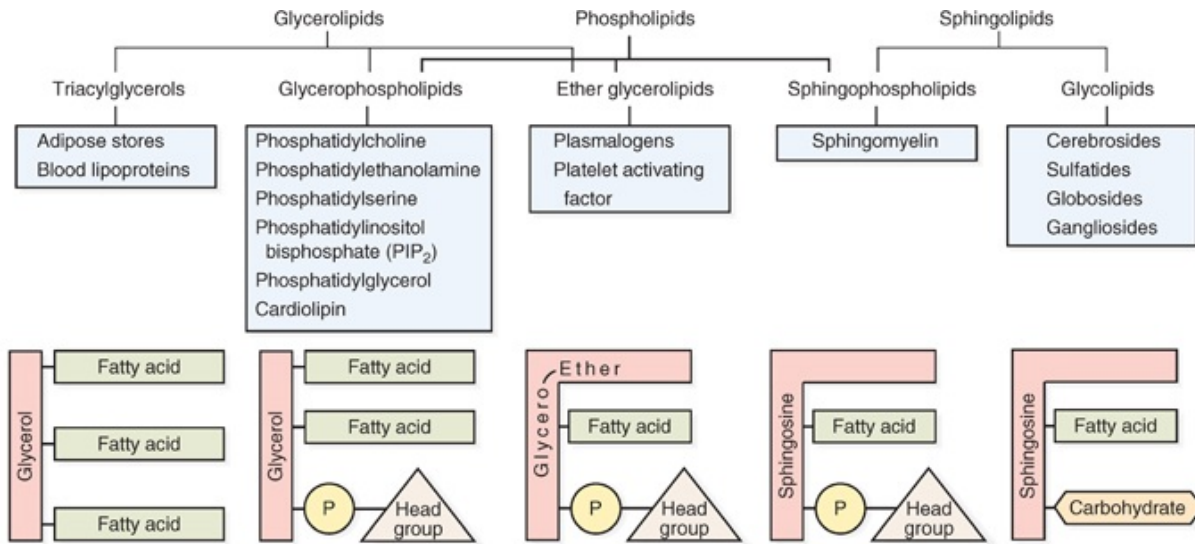 Glycerolipids
Phospholipids
Sphingolipids
Triacylglycerols
Glycerophospholipids
Ether glycerolipids
Sphingophospholipids
Glycolipids
Adipose stores
Blood lipoproteins
Phosphatidylcholine
Phosphatidylethanolamine
Phosphatidylserine
Phosphatidylinositol
bisphosphate (PIP₂)
Phosphatidylglycerol
Cardiolipin
Plasmalogens
Platelet activating
factor
Sphingomyelin
Cerebrosides
Sulfatides
Globosides
Gangliosides
Glycerol
Fatty acid
Fatty acid
Fatty acid
Glycerol
Fatty acid
Fatty acid
P
Head
group
Glycero
Ether
Fatty acid
P
Head
group
Sphingosine
Fatty acid
P
Head
group
Sphingosine
Fatty acid
Carbohydrate